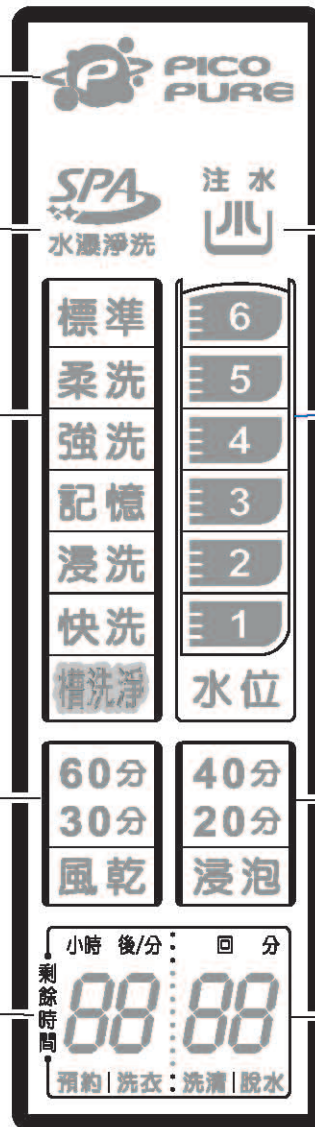 PICO
PURE
SPA
水瀑淨洗
注水
標準
柔洗
強洗
記憶
浸洗
快洗
槽洗淨
6
5
4
3
2
1
水位
60分
30分
風乾
40分
20分
浸泡
小時 後/分
回 分
剩餘時間
88 88
預約 | 洗衣
洗清 | 脫水